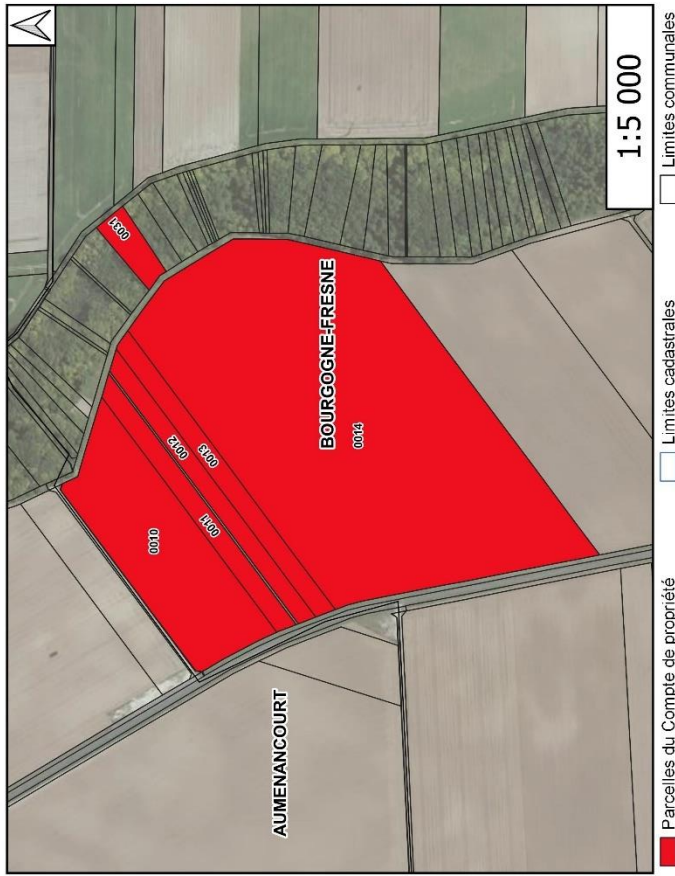 0031
BOURGOGNE-FRESNE
0014
0013
0012
0011
0010
AUMENANCOURT
1:5 000
Parcelles du Compte de propriété
Limites cadastrales
Limites communales